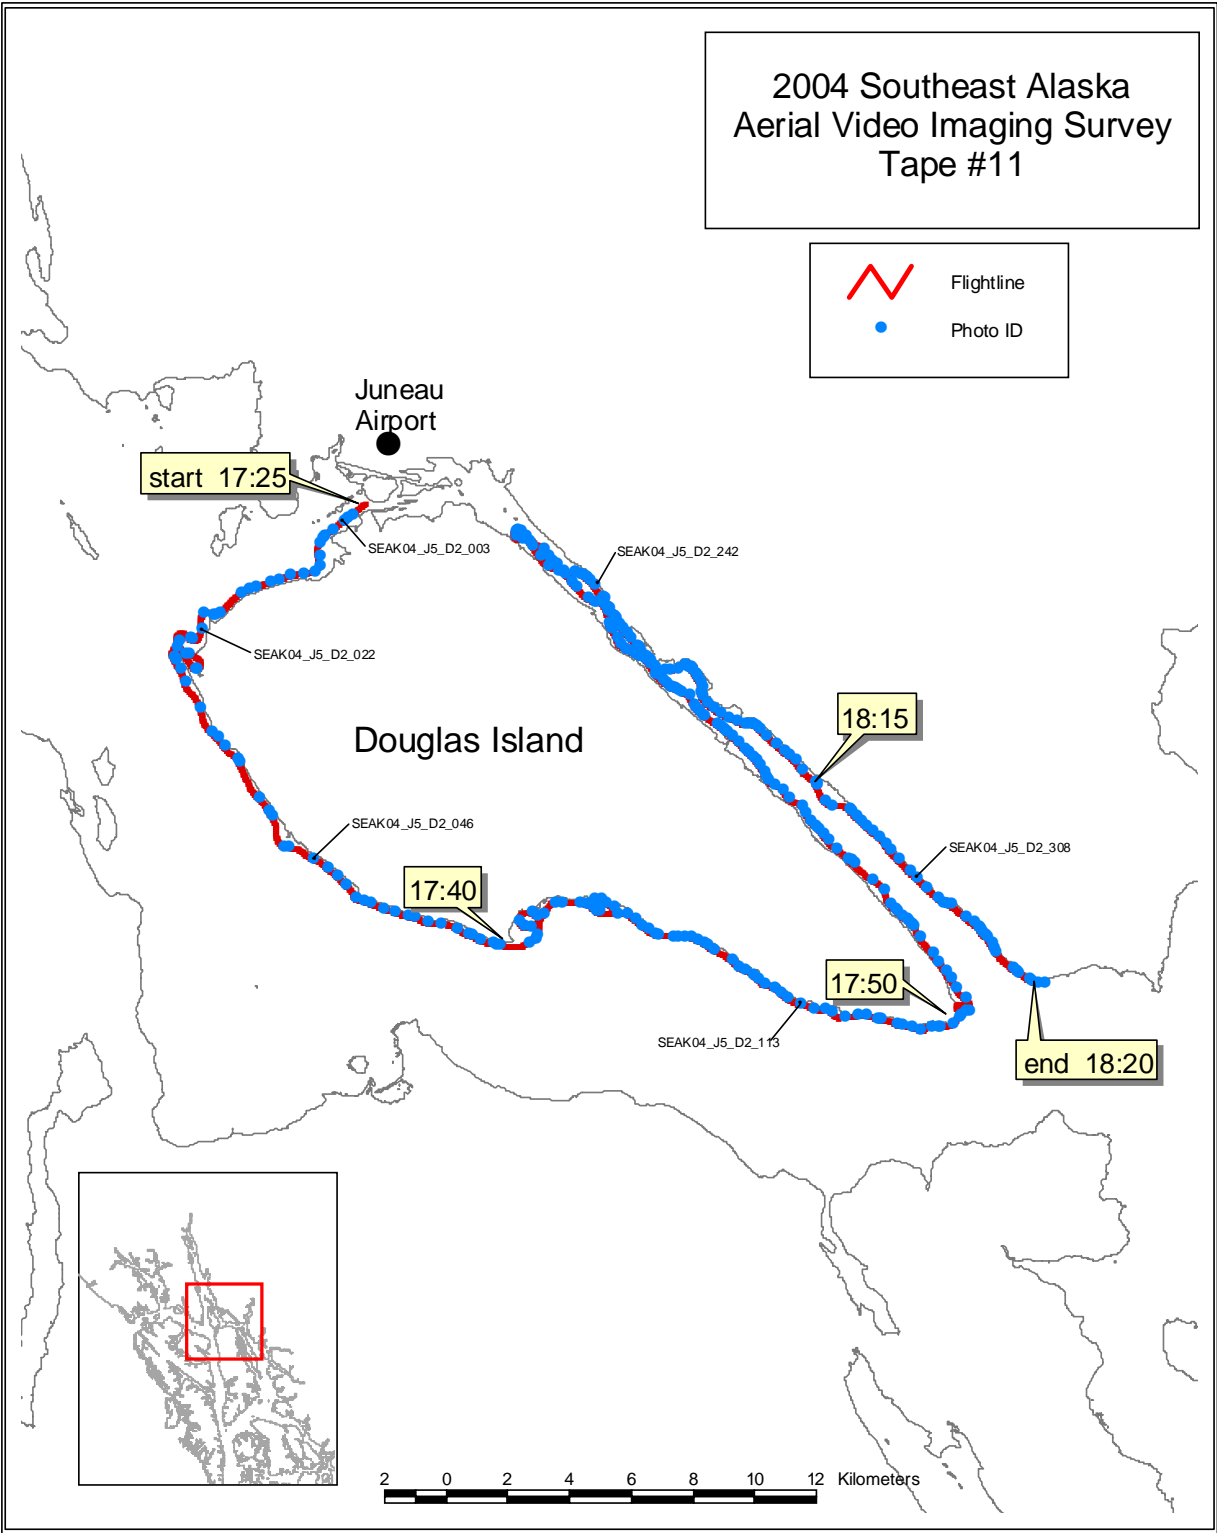 2004 Southeast Alaska
Aerial Video Imaging Survey
Tape #11
Flightline
Photo ID
Juneau
Airport
start 17:25
SEAK04_J5_D2_003
SEAK04_J5_D2_242
SEAK04_J5_D2_022
18:15
Douglas Island
SEAK04_J5_D2_046
SEAK04_J5_D2_308
17:40
17:50
SEAK04_J5_D2_113
end 18:20
2 0 2 4 6 8 10 12 Kilometers